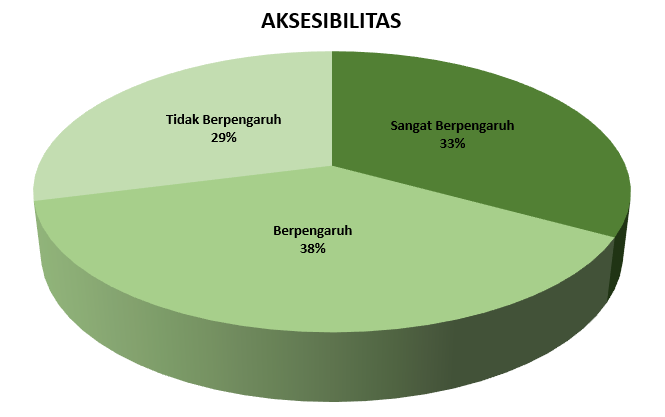 AKSESIBILITAS
Tidak Berpengaruh
29%
Sangat Berpengaruh
33%
Berpengaruh
38%